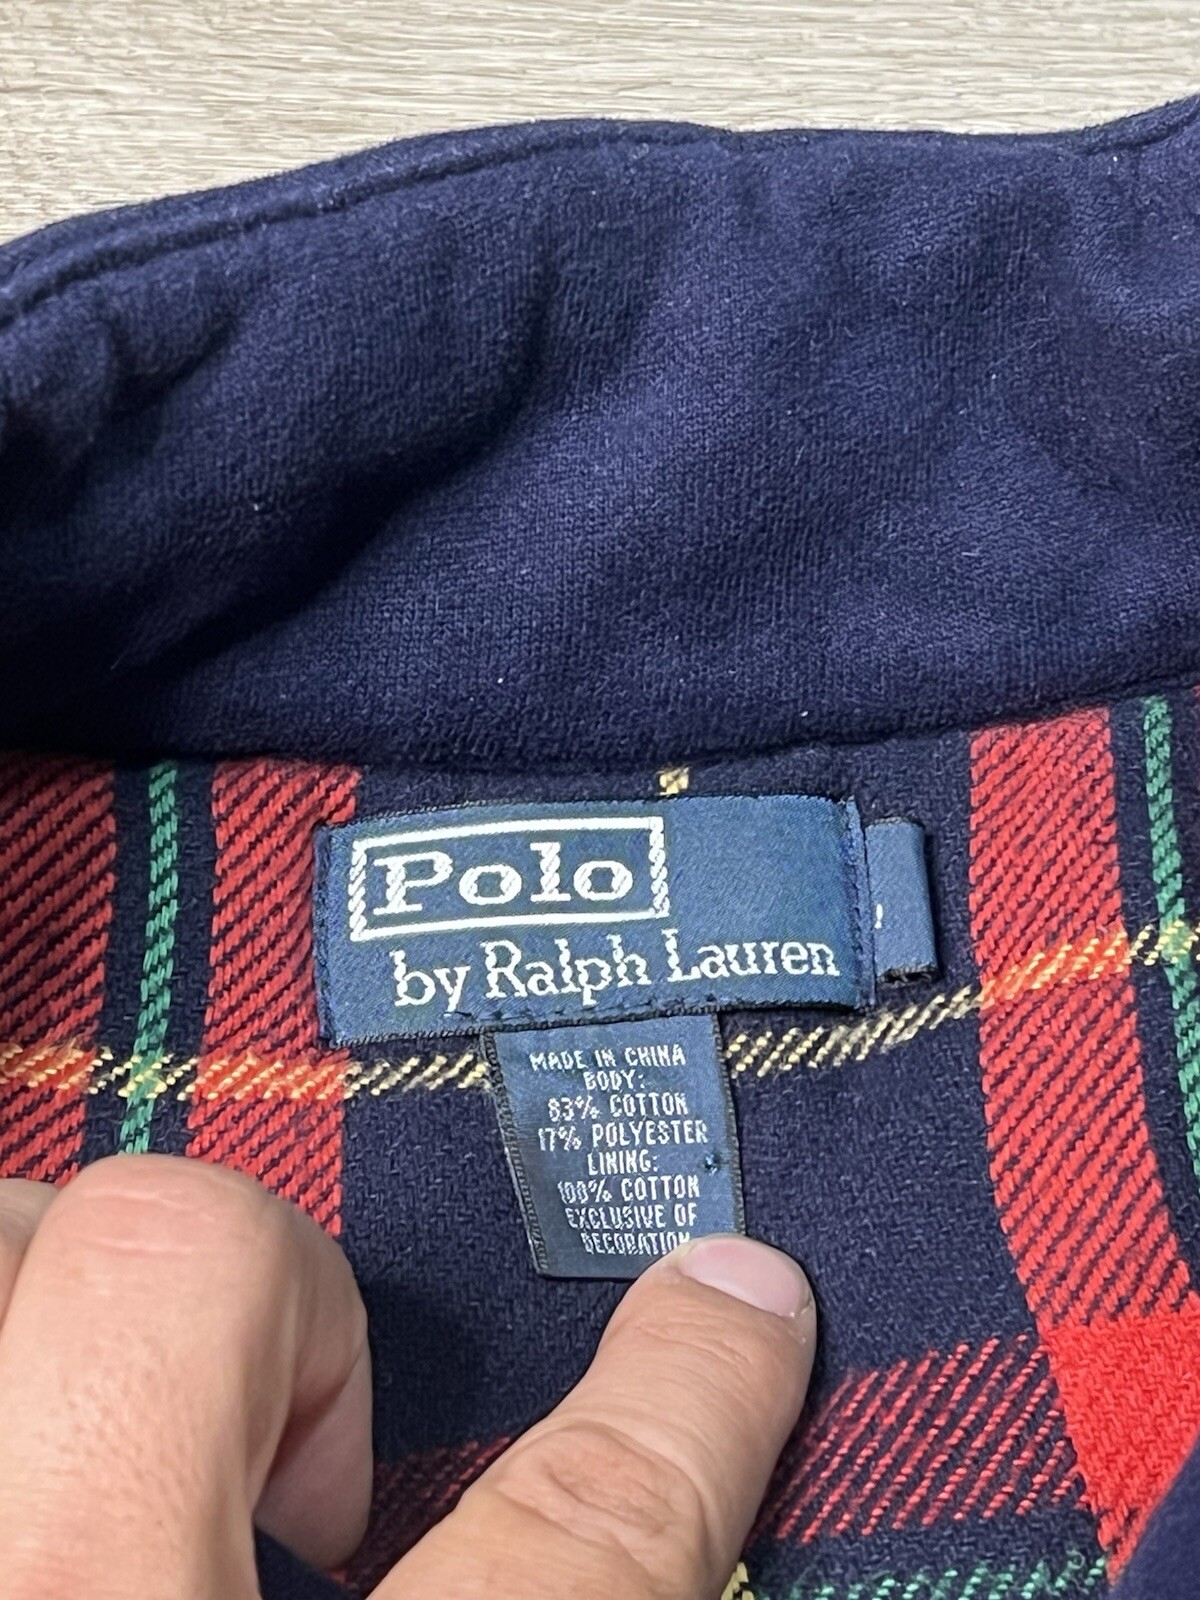 Polo
by Ralph Lauren
MADE IN CHINA
BODY:
83% COTTON
17% POLYESTER
LINING:
100% COTTON
EXCLUSIVE OF
DECORATION